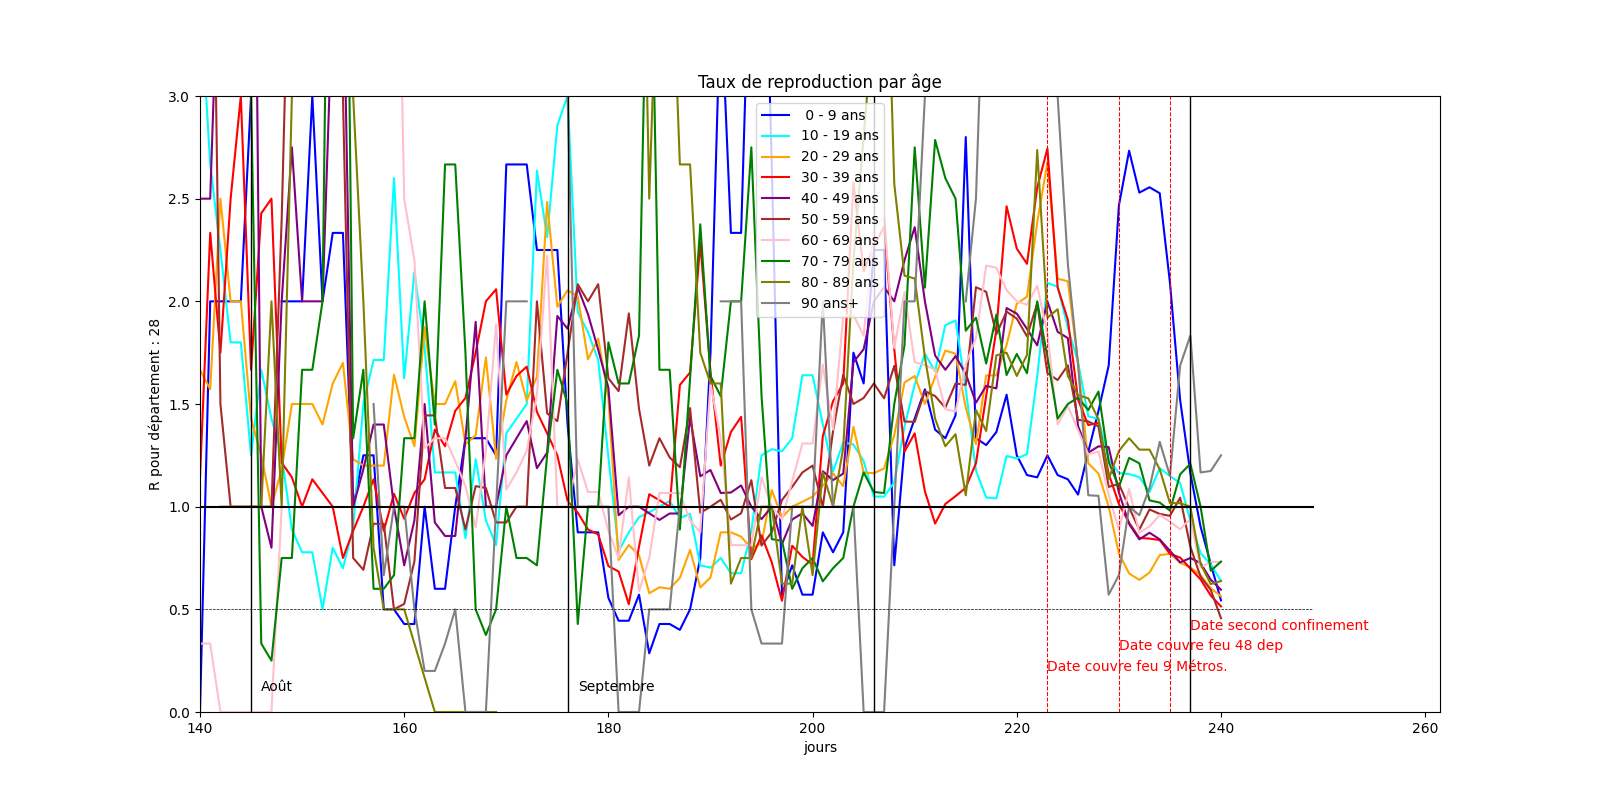 Taux de reproduction par âge
3.0
2.5
2.0
1.5
1.0
0.5
0.0
R pour département : 28
0 - 9 ans
10 - 19 ans
20 - 29 ans
30 - 39 ans
40 - 49 ans
50 - 59 ans
60 - 69 ans
70 - 79 ans
80 - 89 ans
90 ans+
Date second confinement
Date couvre feu 48 dep
Date couvre feu 9 Métros.
Août
Septembre
140
160
180
200
220
240
260
jours